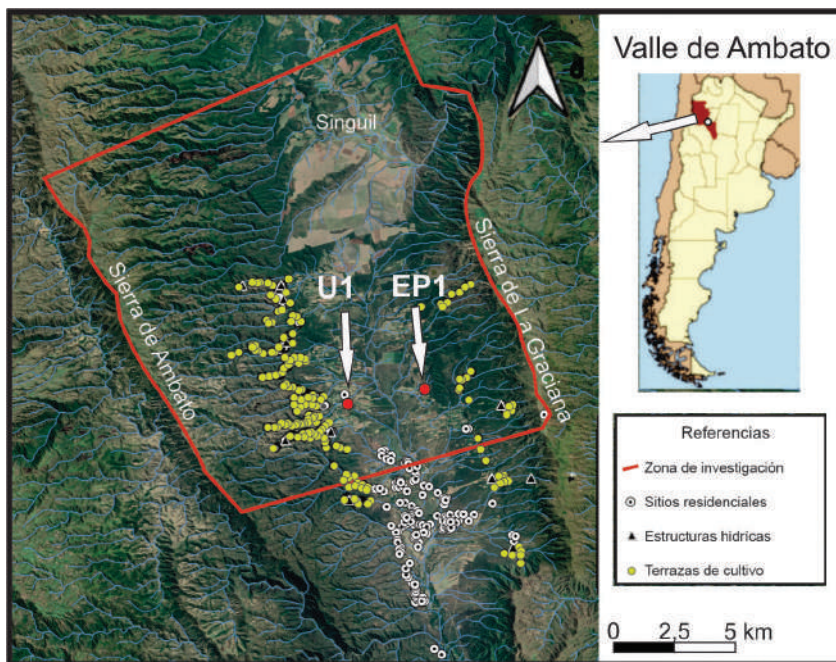 Valle de Ambato
Singuil
Sierra de Ambato
Sierra de La Graciana
U1
EP1
Referencias
Zona de investigación
Sitios residenciales
Estructuras hidrícas
Terrazas de cultivo
0 2,5 5 km